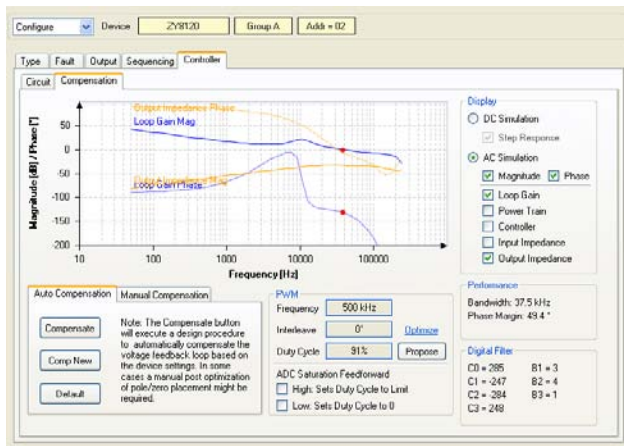 Configure Device ZY8120 Group A Addr = 02
Type Fault Output Sequencing Controller
Circuit Compensation
Output Impedance Phase
Loop Gain Mag
Output Impedance Mag
Loop Gain Phase
Magnitude [dB] / Phase [°]
50
0
-50
-100
-150
-200
10 100 1000 10000 100000
Frequency [Hz]
Display
DC Simulation
Step Response
AC Simulation
Magnitude Phase
Loop Gain
Power Train
Controller
Input Impedance
Output Impedance
Auto Compensation Manual Compensation
Compensate
Comp New
Default
Note: The Compensate button
will execute a design procedure
to automatically compensate the
voltage feedback loop based on
the device settings. In some
cases a manual post optimization
of pole/zero placement might be
required.
PWM
Frequency 500 kHz
Interleave 0° Optimize
Duty Cycle 91% Propose
ADC Saturation Feedforward
High: Sets Duty Cycle to Limit
Low: Sets Duty Cycle to 0
Performance
Bandwidth: 37.5 kHz
Phase Margin: 49.4 °
Digital Filter
C0 = 285 B1 = 3
C1 = -247 B2 = 4
C2 = -284 B3 = 1
C3 = 248